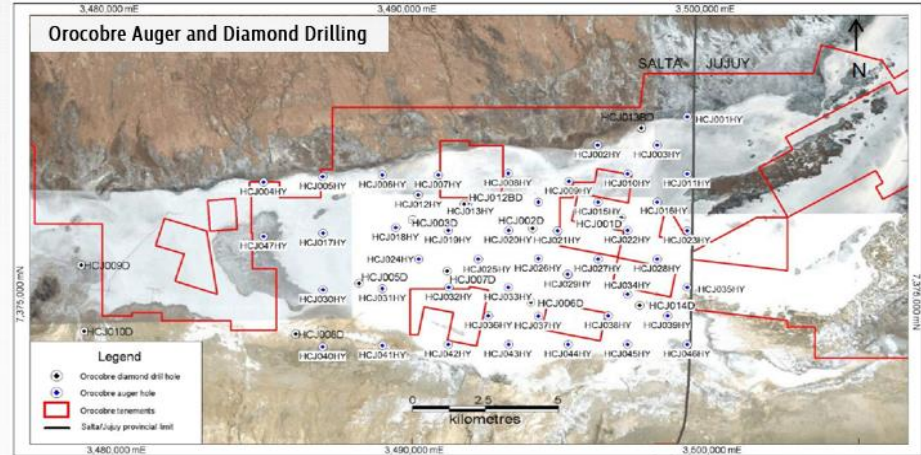 3,480,000 mE
3,490,000 mE
3,500,000 mE
Orocobre Auger and Diamond Drilling
SALTA
JUJUY
N
HCJ013RD
HCJ001HY
HCJ002HY
HCJ003HY
HCJ004HY
HCJ005HY
HCJ006HY
HCJ007HY
HCJ008HY
HCJ009HY
HCJ010HY
HCJ011HY
HCJ012HY
HCJ012BD
HCJ013HY
HCJ015HY
HCJ016HY
HCJ003D
HCJ002D
HCJ001D
HCJ047HY
HCJ017HY
HCJ018HY
HCJ019HY
HCJ020HY
HCJ021HY
HCJ022HY
HCJ023HY
HCJ009D
HCJ024HY
HCJ025HY
HCJ026HY
HCJ027HY
HCJ028HY
HCJ005D
HCJ007D
HCJ029HY
HCJ030HY
HCJ031HY
HCJ032HY
HCJ033HY
HCJ034HY
HCJ035HY
7,375,000 mN
7,375,000 mN
HCJ006D
HCJ014D
HCJ036HY
HCJ037HY
HCJ038HY
HCJ039HY
HCJ010D
HCJ008D
HCJ040HY
HCJ041HY
HCJ042HY
HCJ043HY
HCJ044HY
HCJ045HY
HCJ046HY
Legend
Orocobre diamond drill hole
Orocobre auger hole
Orocobre tenements
Salta/Jujuy provincial limit
0 2.5 5
kilometres
3,480,000 mE
3,490,000 mE
3,500,000 mE